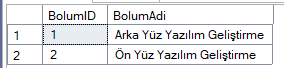 BolumID BolumAdi
1 1 Arka Yüz Yazılım Geliştirme
2 2 Ön Yüz Yazılım Geliştirme